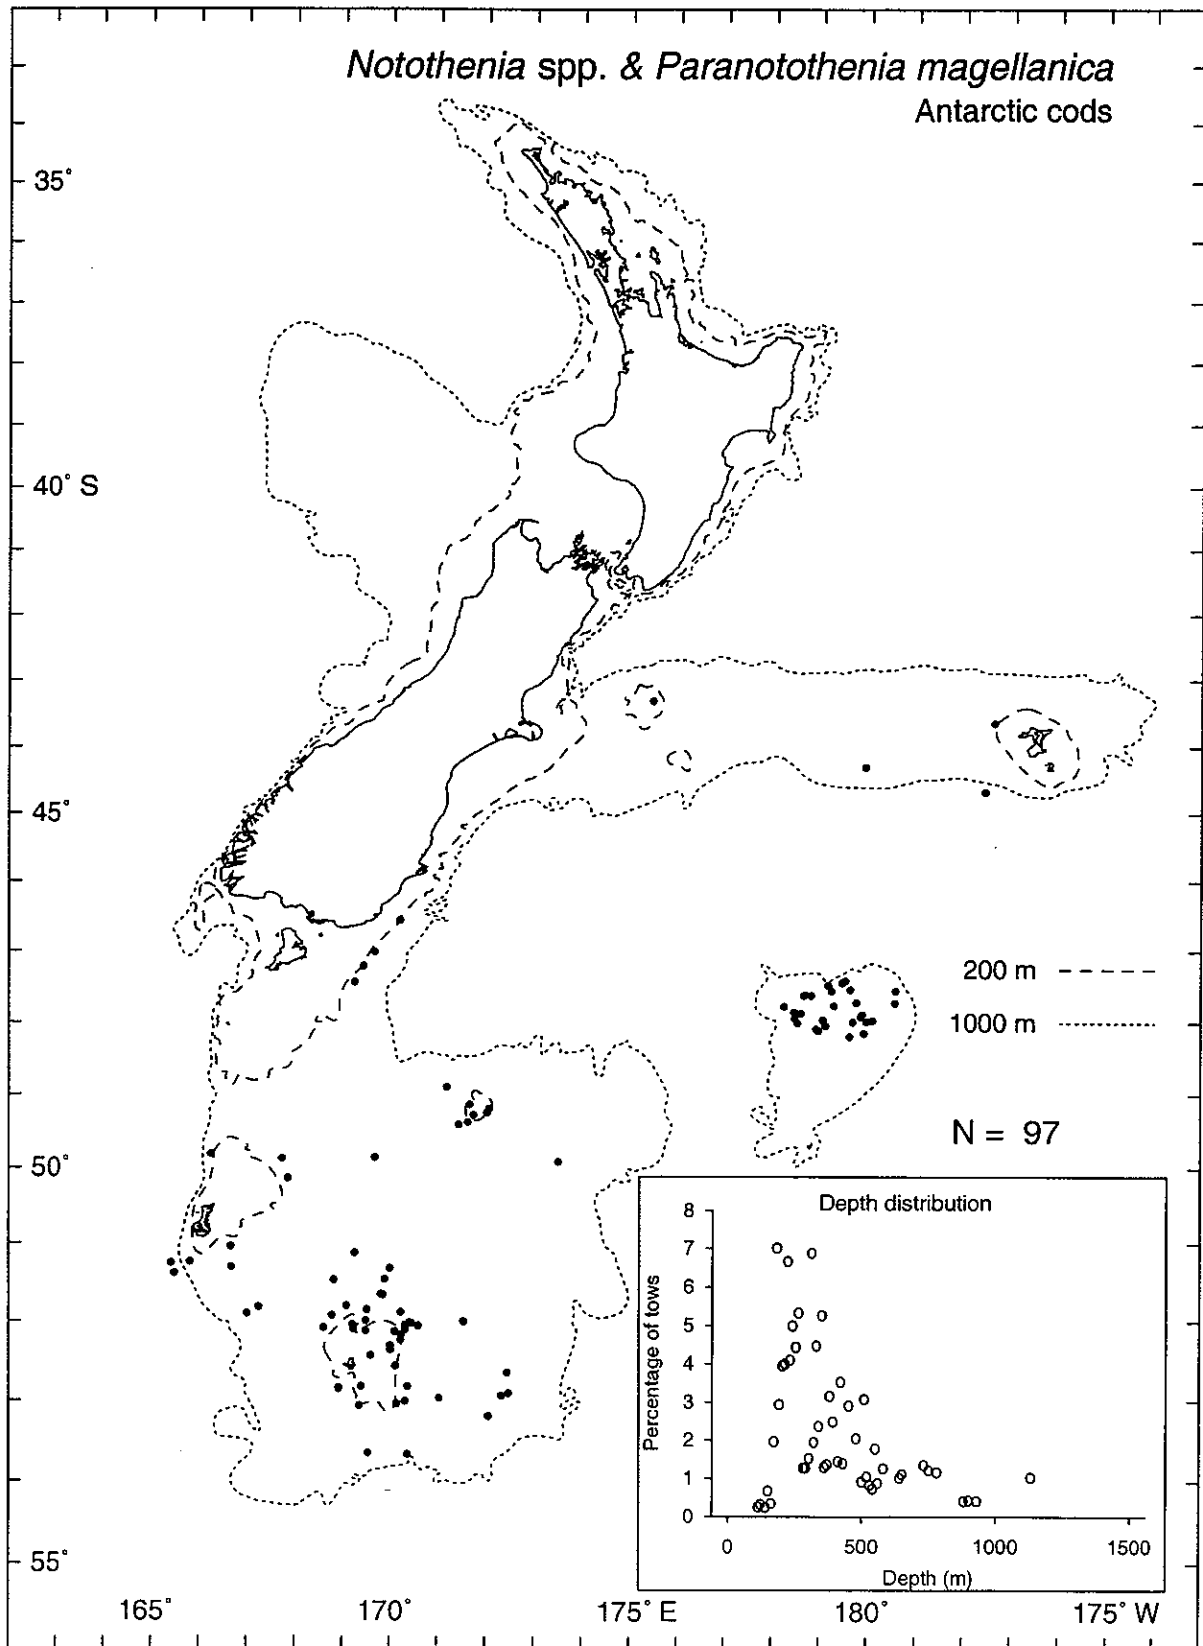 Notothenia spp. & Paranotothenia magellanica
Antarctic cods
35°
40° S
45°
200 m
1000 m
N = 97
50°
Depth distribution
8
7
6
5
4
3
2
1
0
Percentage of tows
0 500 1000 1500
Depth (m)
55°
165° 170° 175° E 180° 175° W